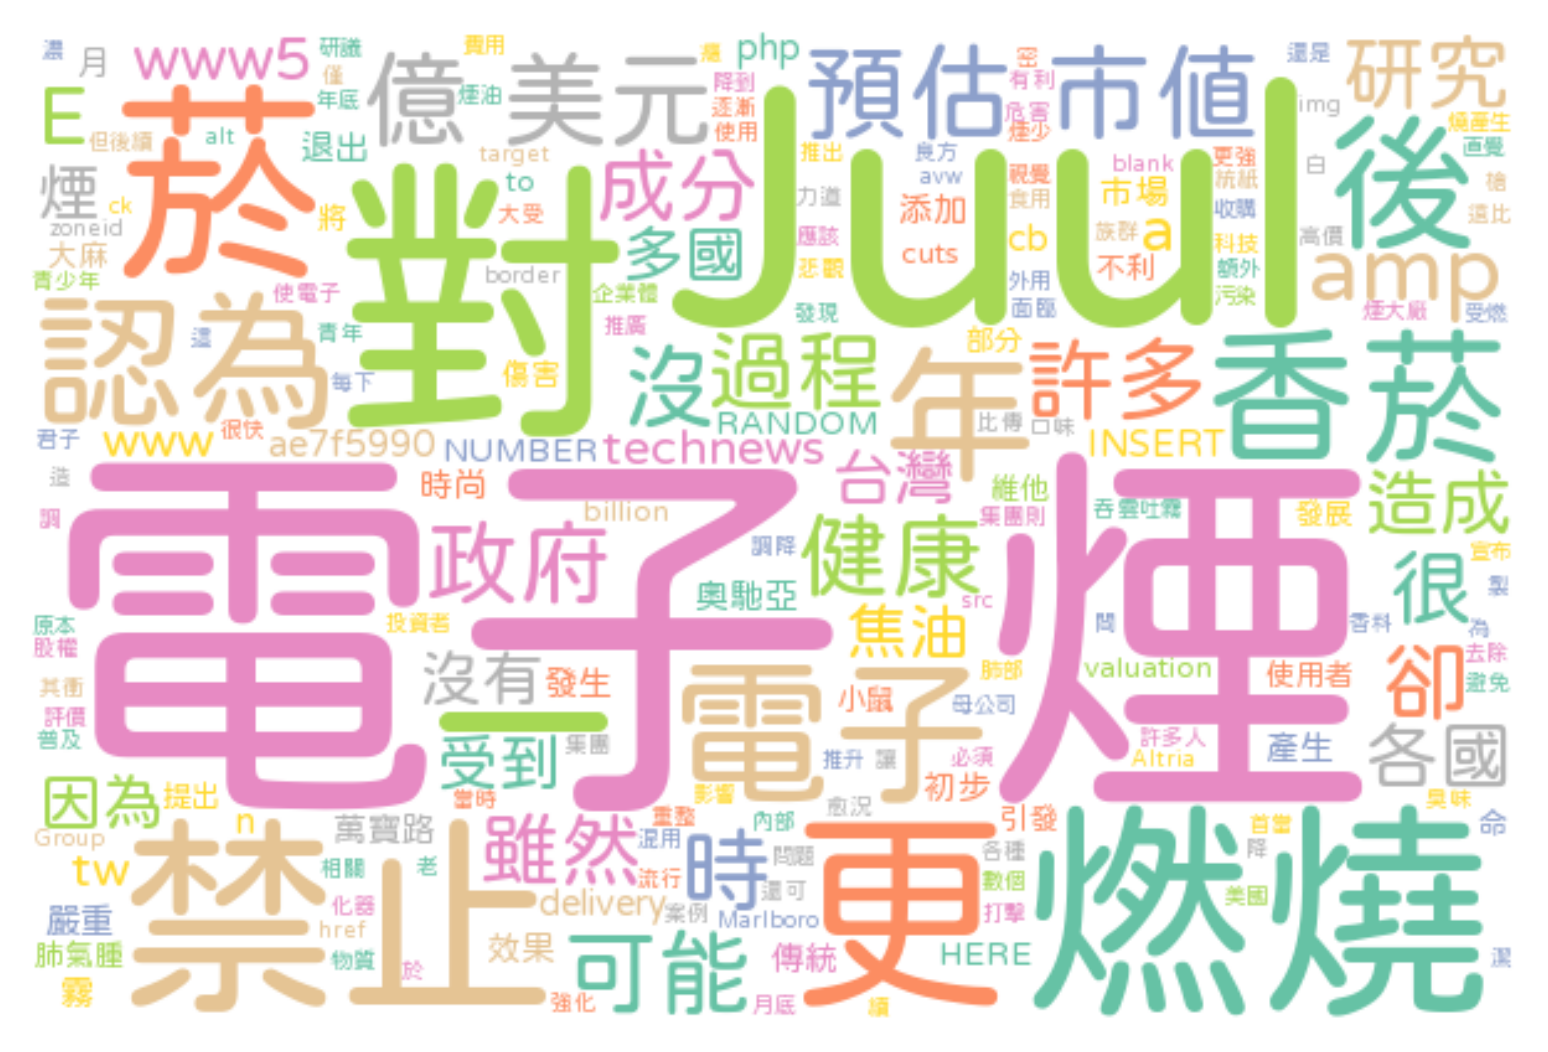 濃
月
www5
研議
僅
年底
費用
煙油
億
美元
癮
php
降到
逐漸
使用
預估
市值
密
有利
危害
煙少
還是
img
研究
燒產生
直覺
E
但後續
alt
退出
菸
對
target
to
大受
成分
推出
良方
avw
力道
視覺
食用
blank
市場
更強
紙
收購
白
後
嗆
這比
煙
ck
zoneid
大麻
青少年
將
多國
應該
悲觀
添加
cuts
cb
族群
a
不利
科技
額外
污染
高價
amp
使電子
border
企業體
推廣
發現
外用
面臨
Juul
煙大廠
受燃
認為
這
青年
每下
傷害
沒
過程
部分
年
許多
香菸
君子
www
很快
ae7f5990
NUMBER
technews
RANDOM
比傳
口味
INSERT
造
調
時尚
billion
台灣
維他
集團則
吞雲吐霧
發展
造成
宣布
電子煙
政府
調降
健康
奧馳亞
src
很
製
原本
股權
投資者
焦油
問
香料
為
去除
避免
其衝
評價
普及
沒有
發生
一
受到
集團
電子
小鼠
肺部
母公司
valuation
使用者
卻
許多人
Altria
產生
各國
因為
提出
當時
影響
推升
讓
必須
初步
臭味
Group
n
萬寶路
雖然
重整
混用
內部
愈況
引發
首當
命
tw
禁止
相關
老
流行
時
問題
還可
更
各種
數個
打擊
燃燒
降
美國
嚴重
化器
href
delivery
案例
Marlboro
肺氣腫
物質
於
效果
可能
傳統
HERE
潔
霧
強化
月底
續